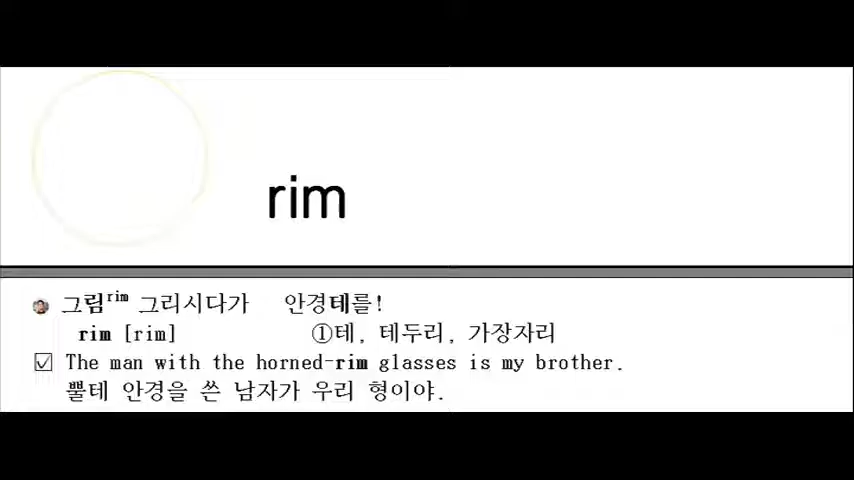 rim
그림rim 그리시다가 안경테를!
rim [rim] ①테, 테두리, 가장자리
☑ The man with the horned-rim glasses is my brother.
뿔테 안경을 쓴 남자가 우리 형이야.